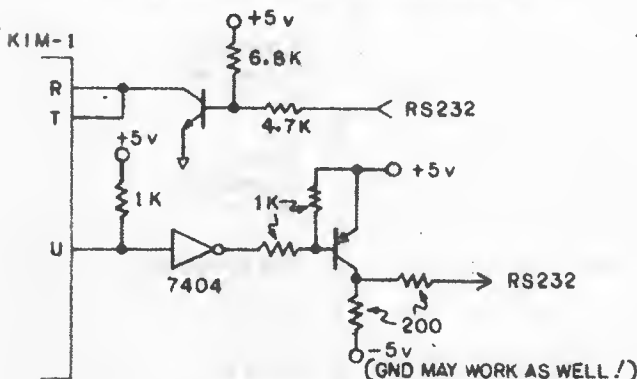 +5v
KIM-1
6.8K
R
T
RS232
4.7K
+5v
1K
+5v
1K
U
7404
RS232
200
-5v
(GND MAY WORK AS WELL!)